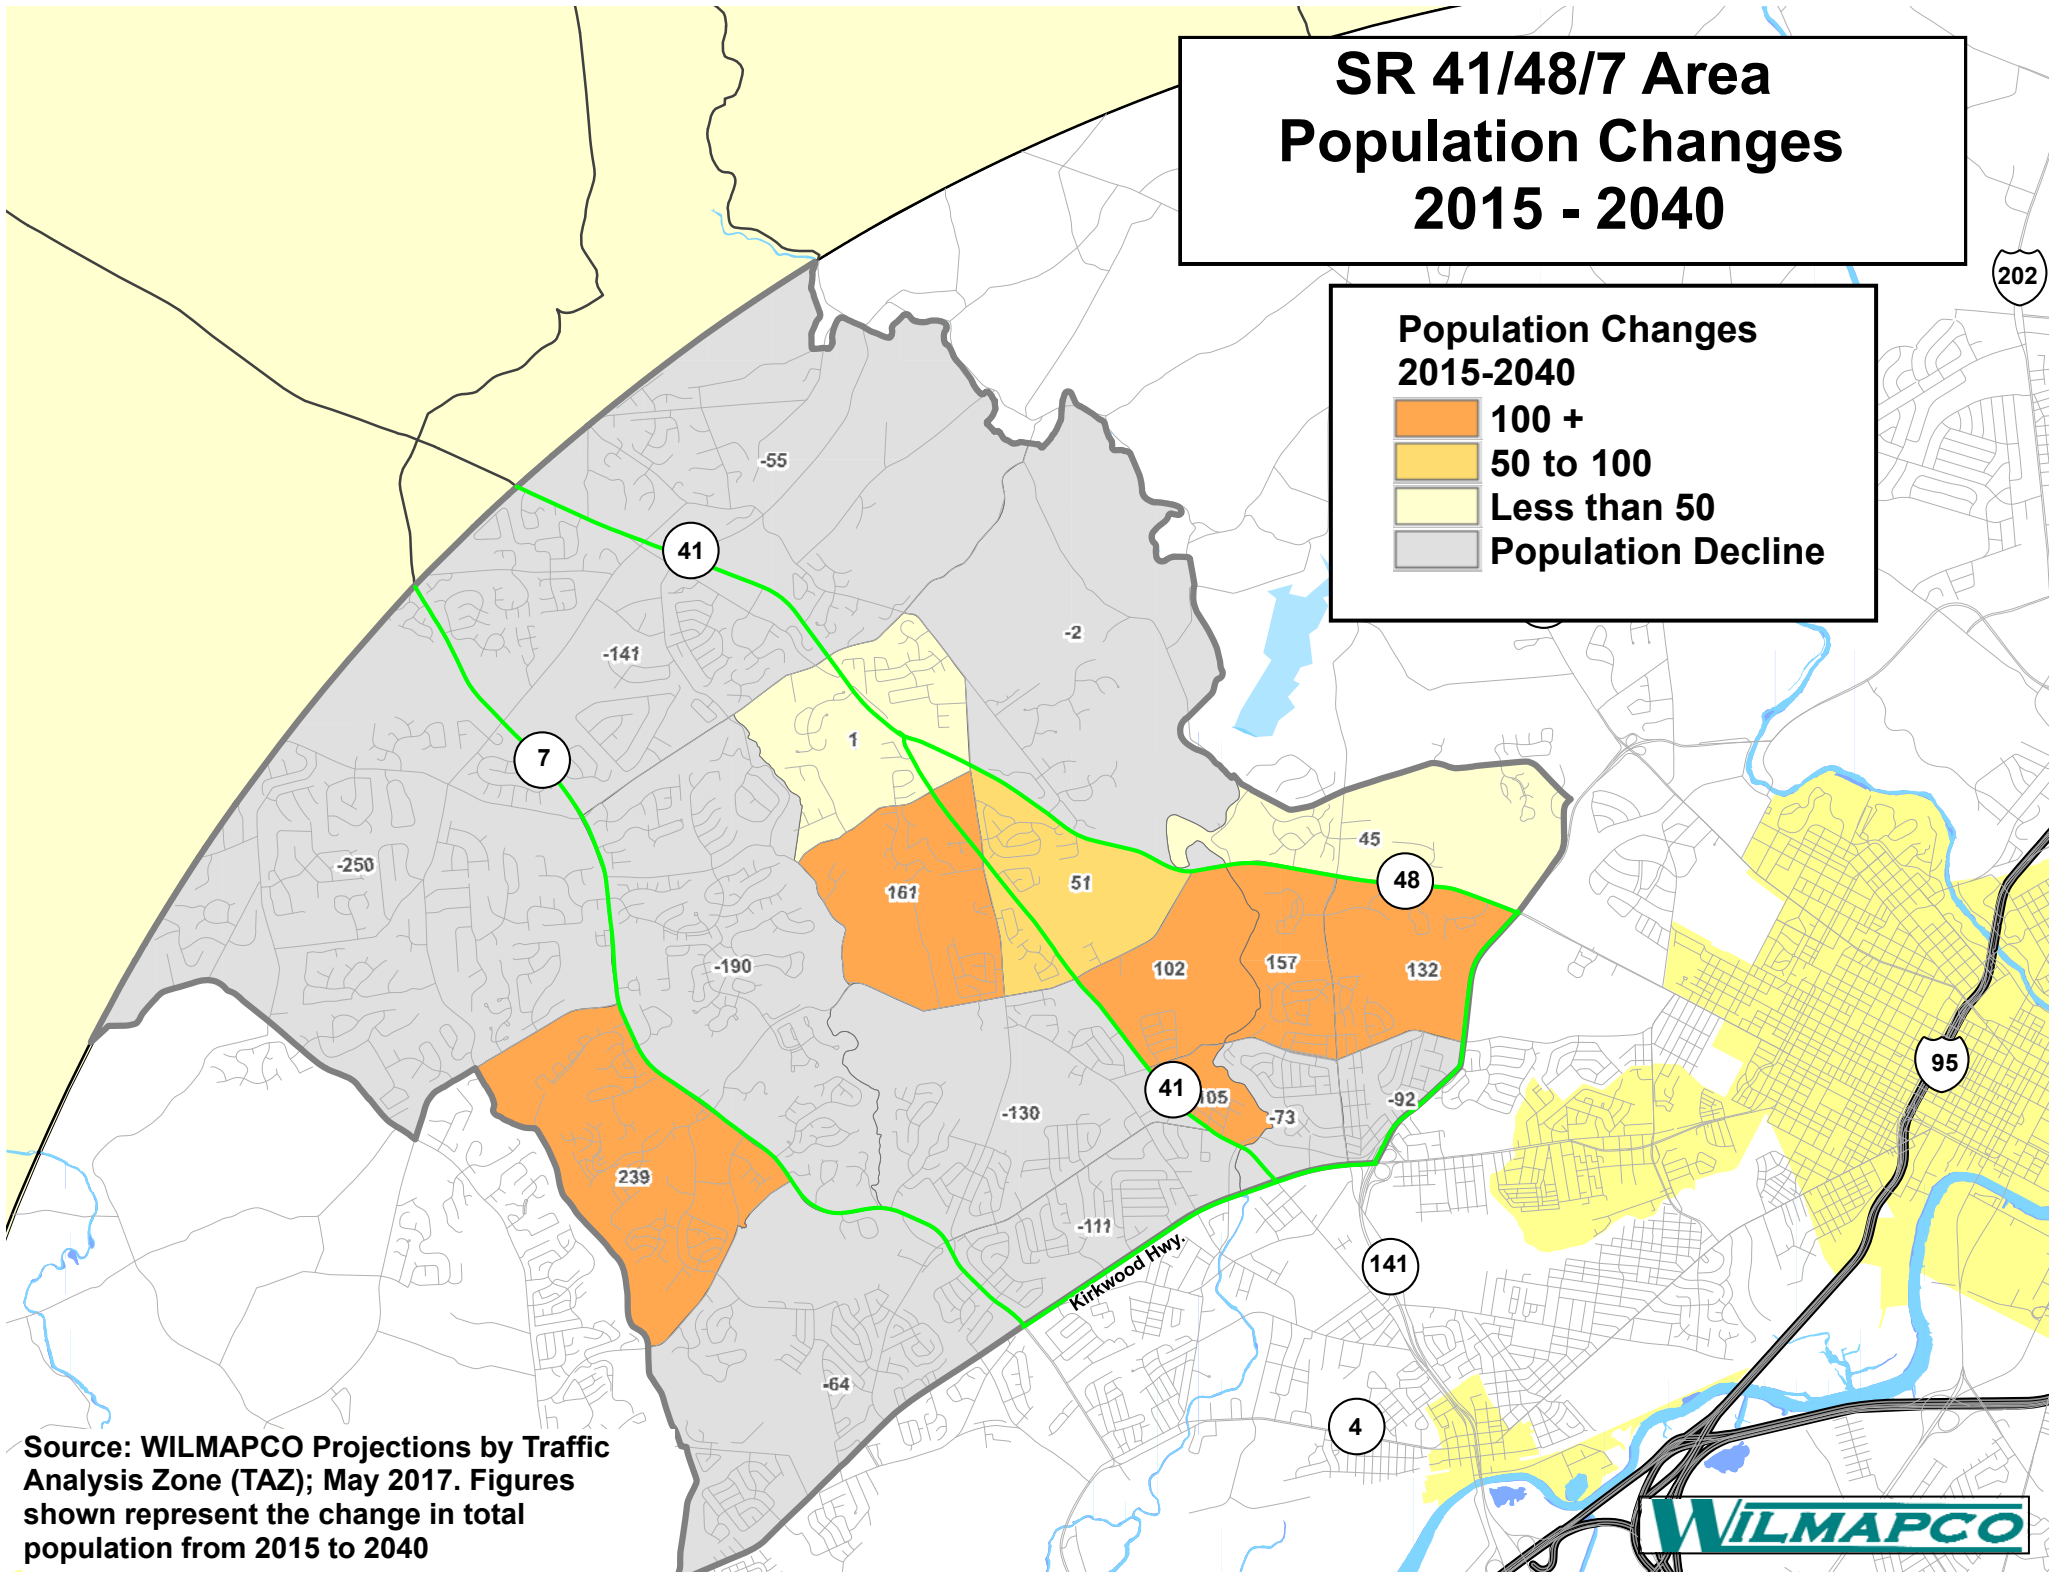 SR 41/48/7 Area
Population Changes
2015 - 2040
202
Population Changes
2015-2040
100 +
50 to 100
Less than 50
Population Decline
-55
41
-2
-141
1
7
45
-250
161
51
48
-190
102
157
132
95
41
105
-73
-92
-130
239
-111
Kirkwood Hwy.
141
-64
4
Source: WILMAPCO Projections by Traffic
Analysis Zone (TAZ); May 2017. Figures
shown represent the change in total
population from 2015 to 2040
WILMAPCO